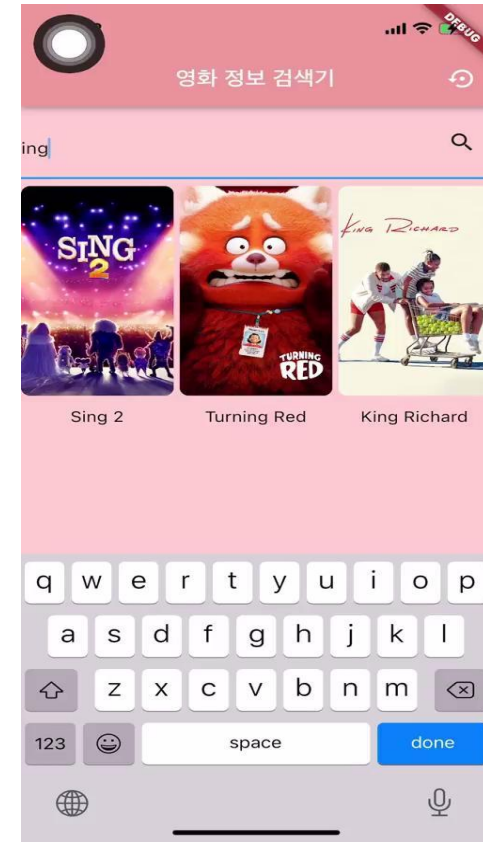 DEBUG
영화 정보 검색기
ing
SING
2
TURNING
RED
KING RICHARD
Sing 2
Turning Red
King Richard
q w e r t y u i o p
a s d f g h j k l
z x c v b n m
123 space done